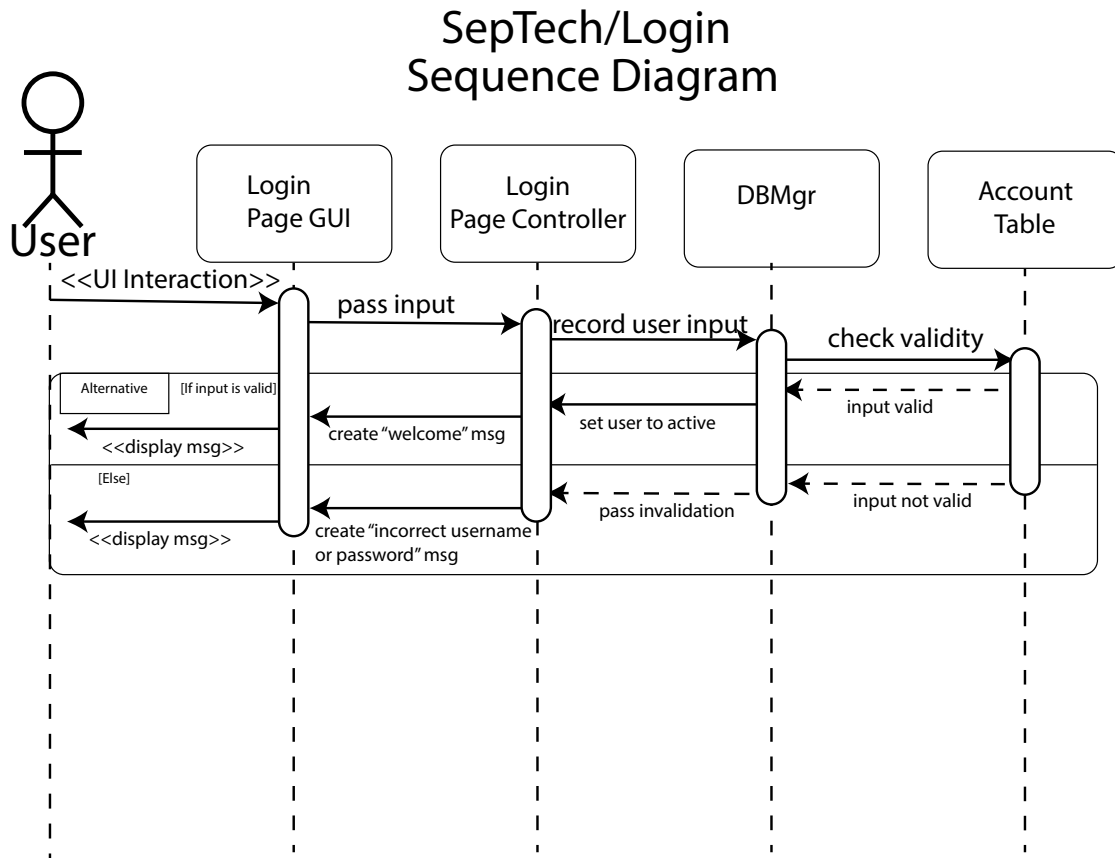 SepTech/Login
Sequence Diagram
User
Login
Page GUI
Login
Page Controller
DBMgr
Account
Table
<<UI Interaction>>
pass input
record user input
check validity
Alternative
[If input is valid]
input valid
set user to active
create “welcome” msg
<<display msg>>
[Else]
input not valid
pass invalidation
create “incorrect username
or password” msg
<<display msg>>